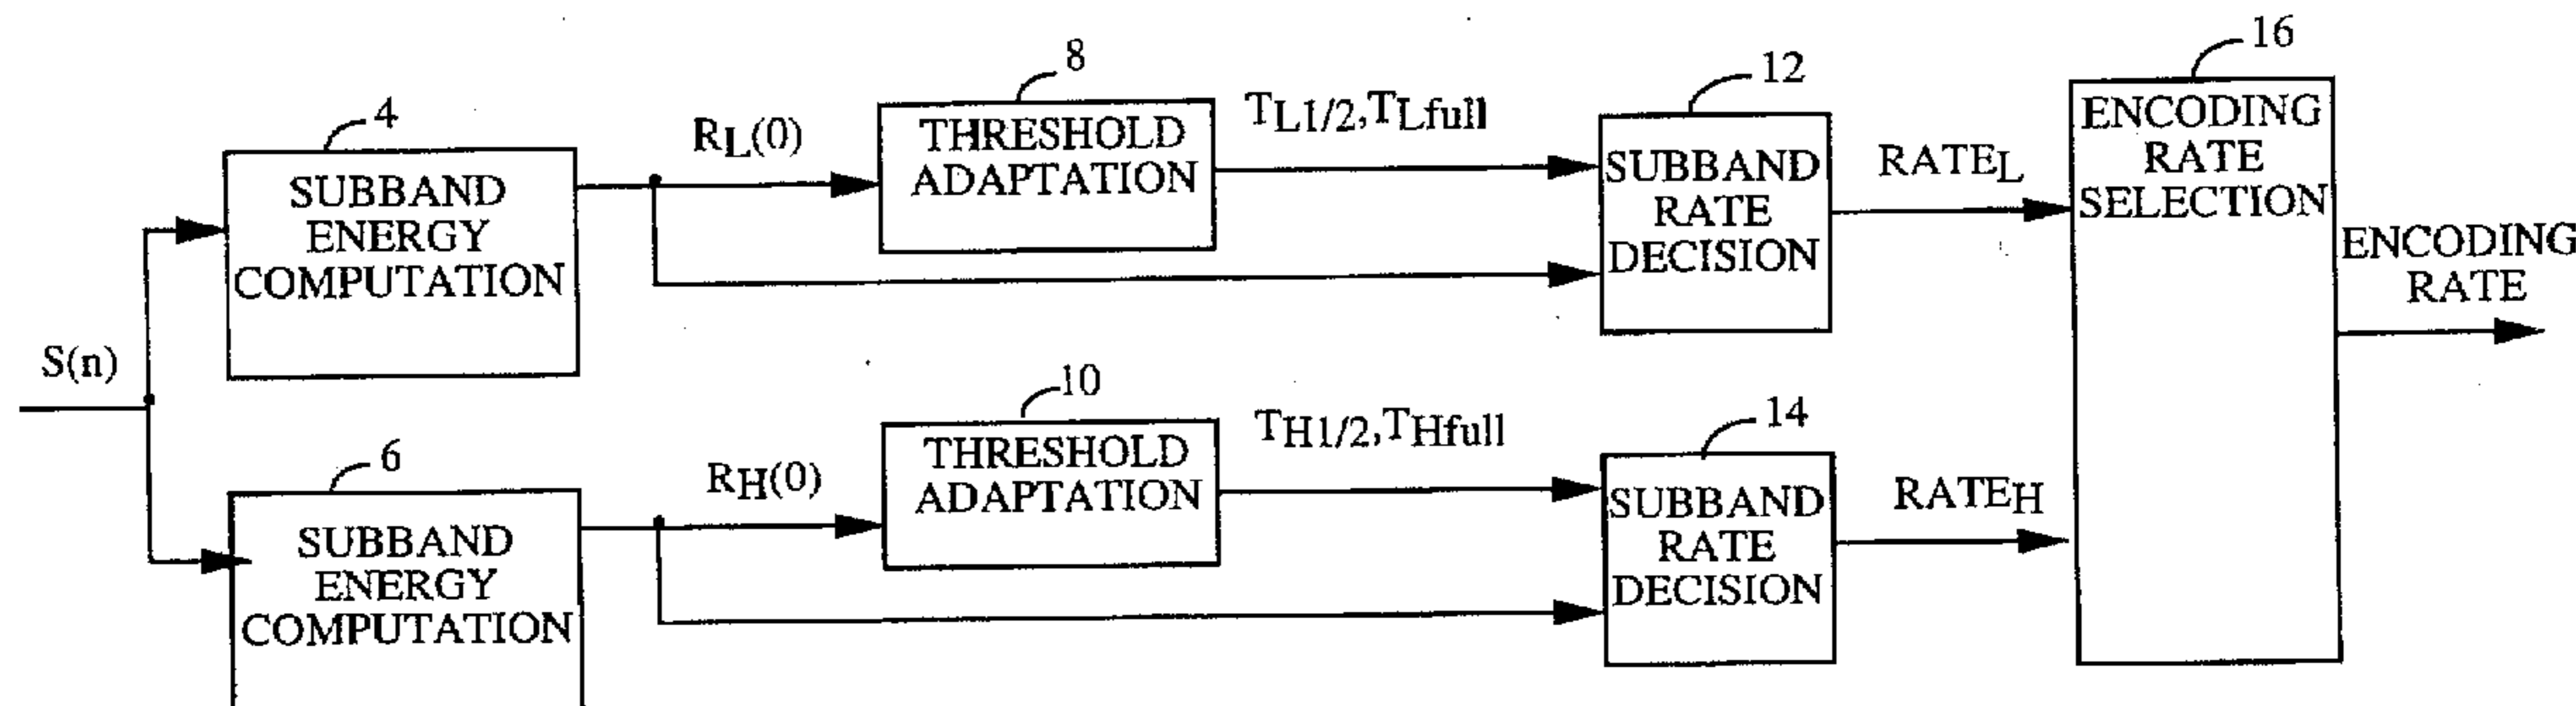 4
SUBBAND
ENERGY
COMPUTATION
RL(0)
8
THRESHOLD
ADAPTATION
TL1/2,TLfull
12
SUBBAND
RATE
DECISION
RATEL
16
ENCODING
RATE
SELECTION
ENCODING
RATE
S(n)
6
SUBBAND
ENERGY
COMPUTATION
RH(0)
10
THRESHOLD
ADAPTATION
TH1/2,THfull
14
SUBBAND
RATE
DECISION
RATEH